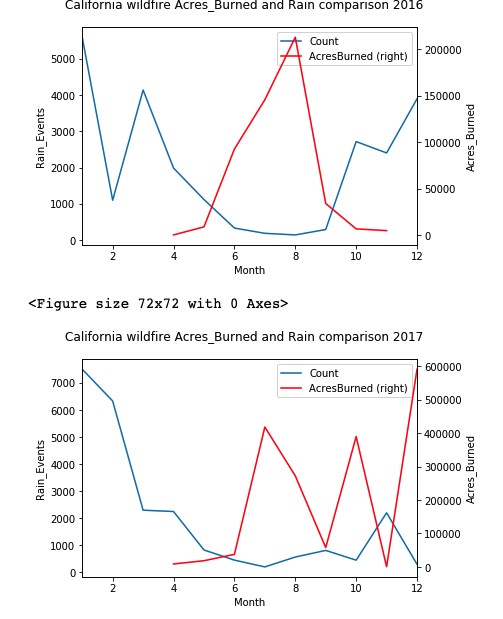 California wildfire Acres_Burned and Rain comparison 2016
Count
AcresBurned (right)
5000
4000
3000
2000
1000
0
Rain_Events
200000
150000
100000
50000
0
Acres_Burned
2 4 6 8 10 12
Month
<Figure size 72x72 with 0 Axes>
California wildfire Acres_Burned and Rain comparison 2017
Count
AcresBurned (right)
7000
6000
5000
4000
3000
2000
1000
0
Rain_Events
600000
500000
400000
300000
200000
100000
0
Acres_Burned
2 4 6 8 10 12
Month